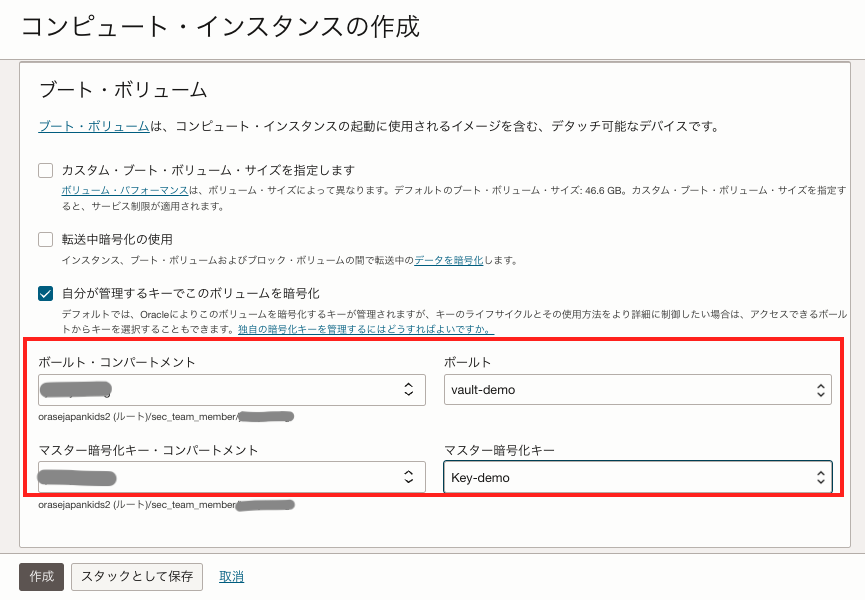 コンピュート・インスタンスの作成
ブート・ボリューム
ブート・ボリュームは、コンピュート・インスタンスの起動に使用されるイメージを含む、デタッチ可能なデバイスです。
カスタム・ブート・ボリューム・サイズを指定します
ボリューム・パフォーマンスは、ボリューム・サイズによって異なります。デフォルトのブート・ボリューム・サイズ: 46.6 GB。カスタム・ブート・ボリューム・サイズを指定す
ると、サービス制限が適用されます。
転送中暗号化の使用
インスタンス、ブート・ボリュームおよびブロック・ボリュームの間で転送中のデータを暗号化します。
自分が管理するキーでこのボリュームを暗号化
デフォルトでは、Oracleによりこのボリュームを暗号化するキーが管理されますが、キーのライフサイクルとその使用方法をより詳細に制御したい場合は、アクセスできるボール
トからキーを選択することもできます。独自の暗号化キーを管理するにはどうすればよいですか。
ボールト・コンパートメント
ボールト
vault-demo
orasejapankids2 (ルート)/sec_team_member/
マスター暗号化キー・コンパートメント
マスター暗号化キー
Key-demo
orasejapankids2 (ルート)/sec_team_member/
作成 スタックとして保存 取消